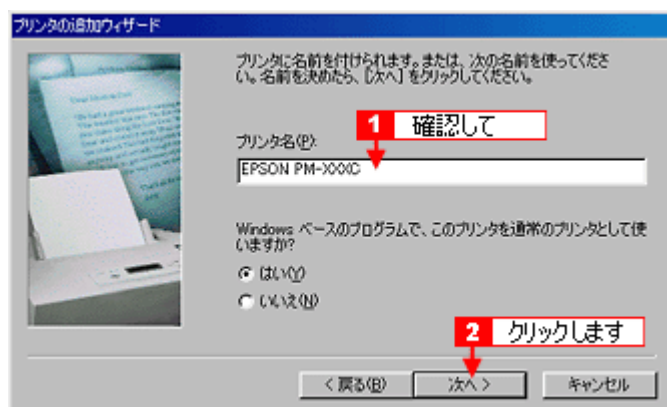 プリンタの追加ウィザード
プリンタに名前を付けられます。または、次の名前を使ってくださ
い。名前を決めたら、[次へ] をクリックしてください。
1 確認して
プリンタ名(P):
EPSON PM-XXXC
Windows ベースのプログラムで、このプリンタを通常のプリンタとして使
いますか?
はい(Y)
いいえ(N)
2 クリックします
< 戻る(B)
次へ >
キャンセル